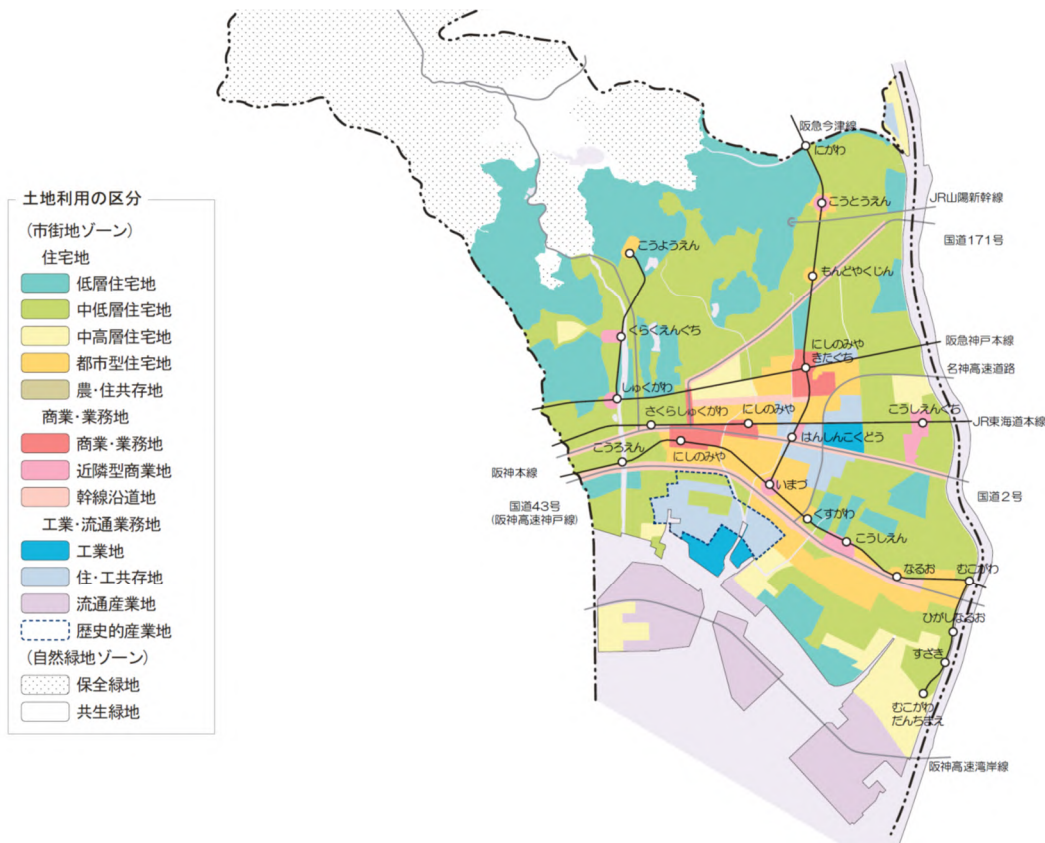 土地利用の区分
(市街地ゾーン)
住宅地
低層住宅地
中低層住宅地
中高層住宅地
都市型住宅地
農・住共存地
商業・業務地
商業・業務地
近隣型商業地
幹線沿道地
工業・流通業務地
工業地
住・工共存地
流通産業地
歴史的産業地
(自然緑地ゾーン)
保全緑地
共生緑地
阪急今津線
にがわ
こうとうえん
JR山陽新幹線
国道171号
こうようえん
もんどやくじん
くらくえんぐち
にしのみや
きたぐち
阪急神戸本線
名神高速道路
しゅくがわ
さくらしゅくがわ
にしのみや
こうしえんぐち
JR東海道本線
はんしんこくどう
こうろえん
にしのみや
阪神本線
いまづ
国道2号
国道43号
(阪神高速神戸線)
くすがわ
こうしえん
なるお
むこがわ
ひがしなるお
すざき
むこがわ
だんちまえ
阪神高速湾岸線